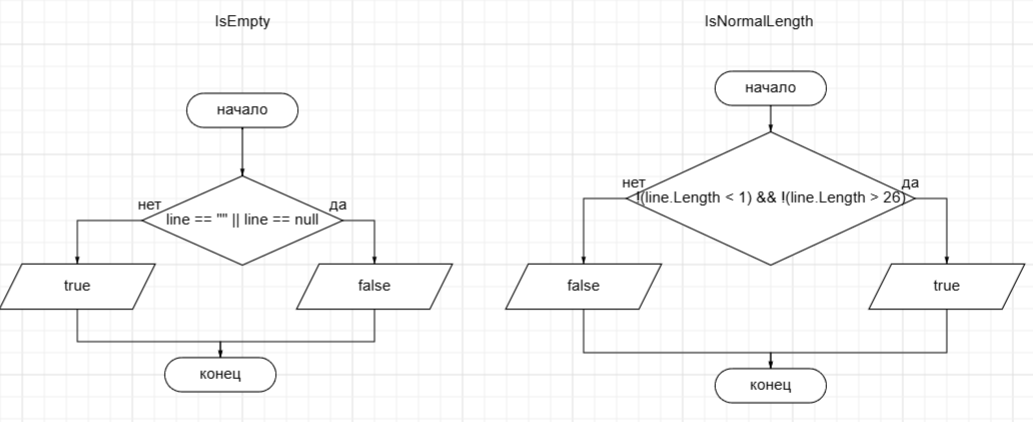 IsEmpty
начало
нет
да
line == "" || line == null
true
false
конец
IsNormalLength
начало
нет
да
!(line.Length < 1) && !(line.Length > 26)
false
true
конец